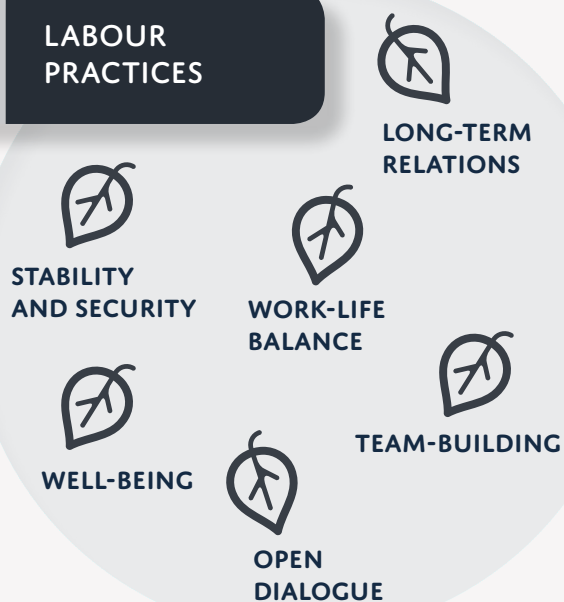 LABOUR
PRACTICES
LONG-TERM
RELATIONS
STABILITY
AND SECURITY
WORK-LIFE
BALANCE
TEAM-BUILDING
WELL-BEING
OPEN
DIALOGUE